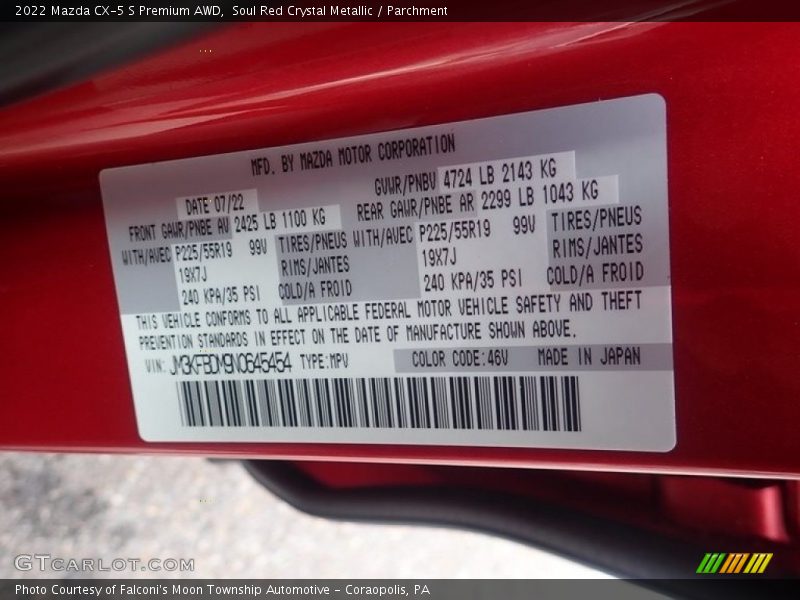 2022 Mazda CX-5 S Premium AWD, Soul Red Crystal Metallic / Parchment
MFD. BY MAZDA MOTOR CORPORATION
DATE 07/22 GVWR/PNBV 4724 LB 2143 KG
FRONT GAWR/PNBE AV 2425 LB 1100 KG REAR GAWR/PNBE AR 2299 LB 1043 KG
WITH/AVEC P225/55R19 99V TIRES/PNEUS WITH/AVEC P225/55R19 99V TIRES/PNEUS
19X7J RIMS/JANTES 19X7J RIMS/JANTES
240 KPA/35 PSI COLD/A FROID 240 KPA/35 PSI COLD/A FROID
THIS VEHICLE CONFORMS TO ALL APPLICABLE FEDERAL MOTOR VEHICLE SAFETY AND THEFT
PREVENTION STANDARDS IN EFFECT ON THE DATE OF MANUFACTURE SHOWN ABOVE.
VIN: JM3KFBDM9N0645454 TYPE:MPV COLOR CODE:46V MADE IN JAPAN
GTCARLOT.COM
Photo Courtesy of Falconi's Moon Township Automotive - Coraopolis, PA